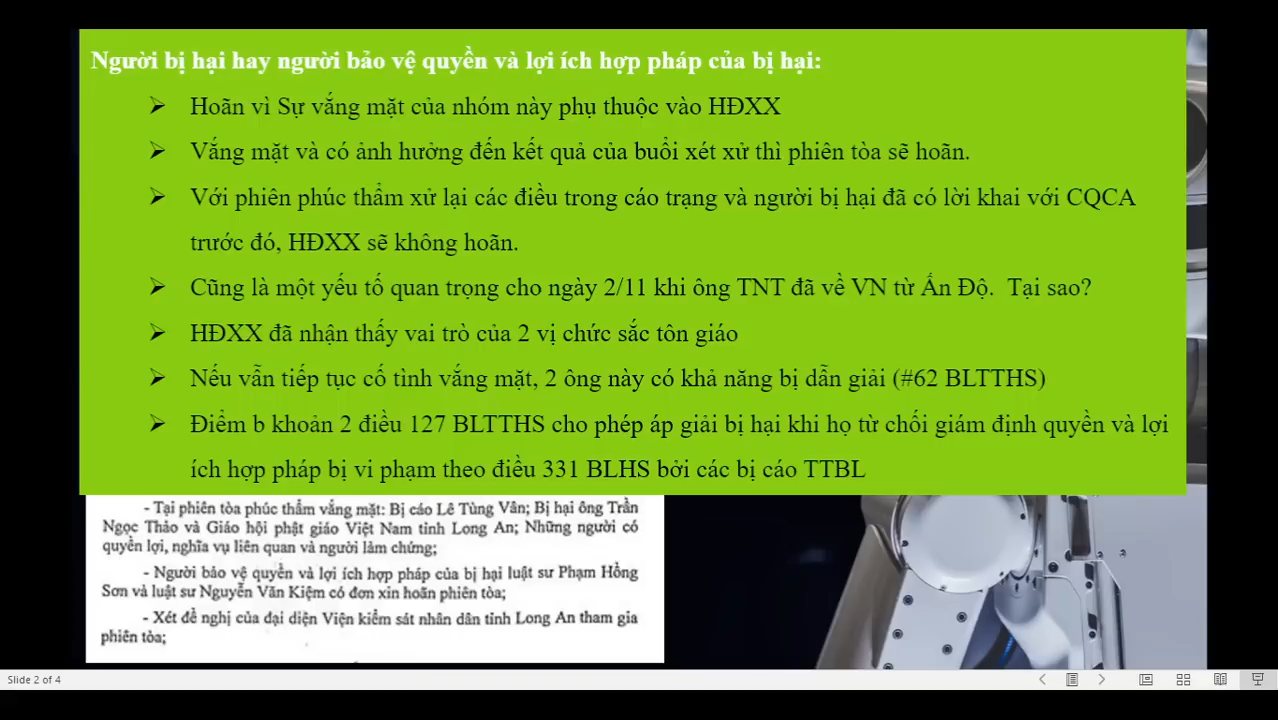 Người bị hại hay người bảo vệ quyền và lợi ích hợp pháp của bị hại:
➢ Hoãn vì Sự vắng mặt của nhóm này phụ thuộc vào HĐXX
➢ Vắng mặt và có ảnh hưởng đến kết quả của buổi xét xử thì phiên tòa sẽ hoãn.
➢ Với phiên phúc thẩm xử lại các điều trong cáo trạng và người bị hại đã có lời khai với CQCA
trước đó, HĐXX sẽ không hoãn.
➢ Cũng là một yếu tố quan trọng cho ngày 2/11 khi ông TNT đã về VN từ Ấn Độ. Tại sao?
➢ HĐXX đã nhận thấy vai trò của 2 vị chức sắc tôn giáo
➢ Nếu vẫn tiếp tục cố tình vắng mặt, 2 ông này có khả năng bị dẫn giải (#62 BLTTHS)
➢ Điểm b khoản 2 điều 127 BLTTHS cho phép áp giải bị hại khi họ từ chối giám định quyền và lợi
ích hợp pháp bị vi phạm theo điều 331 BLHS bởi các bị cáo TTBL
- Tại phiên tòa phúc thẩm vắng mặt: Bị cáo Lê Tùng Vân; Bị hại ông Trần
Ngọc Thảo và Giáo hội phật giáo Việt Nam tỉnh Long An; Những người có
quyền lợi, nghĩa vụ liên quan và người làm chứng;
- Người bảo vệ quyền và lợi ích hợp pháp của bị hại luật sư Phạm Hồng
Sơn và luật sư Nguyễn Văn Kiệm có đơn xin hoãn phiên tòa;
- Xét đề nghị của đại diện Viện kiểm sát nhân dân tỉnh Long An tham gia
phiên tòa;
Slide 2 of 4